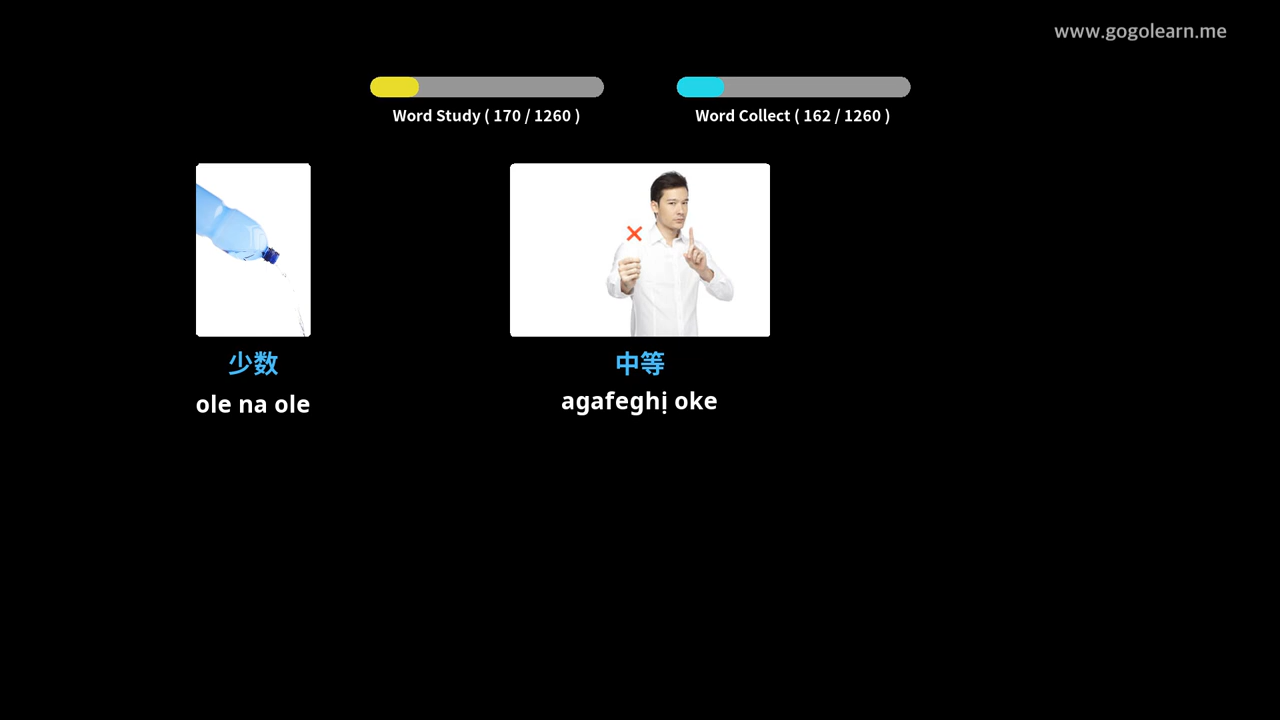 www.gogolearn.me
Word Study ( 170 / 1260 )
Word Collect ( 162 / 1260 )
少数
ole na ole
中等
agafeghị oke